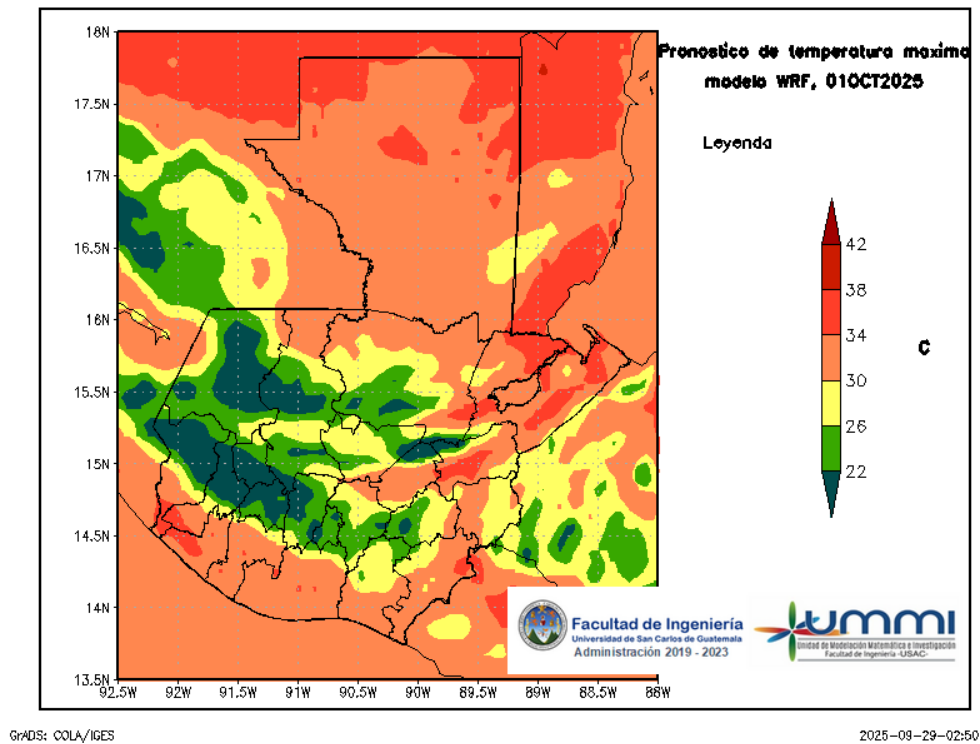 Pronostico de temperatura maxima
modelo WRF, 01OCT2025
Leyenda
42
38
34
30
26
22
C
18N
17.5N
17N
16.5N
16N
15.5N
15N
14.5N
14N
13.5N
92.5W 92W 91.5W 91W 90.5W 90W 89.5W 89W 88.5W 88W
Facultad de Ingeniería
Universidad de San Carlos de Guatemala
Administración 2019 - 2023
ummi
Unidad de Modelación Matemática e Investigación
Facultad de Ingeniería -USAC-
GrADS: COLA/IGES
2025-09-29-02:50